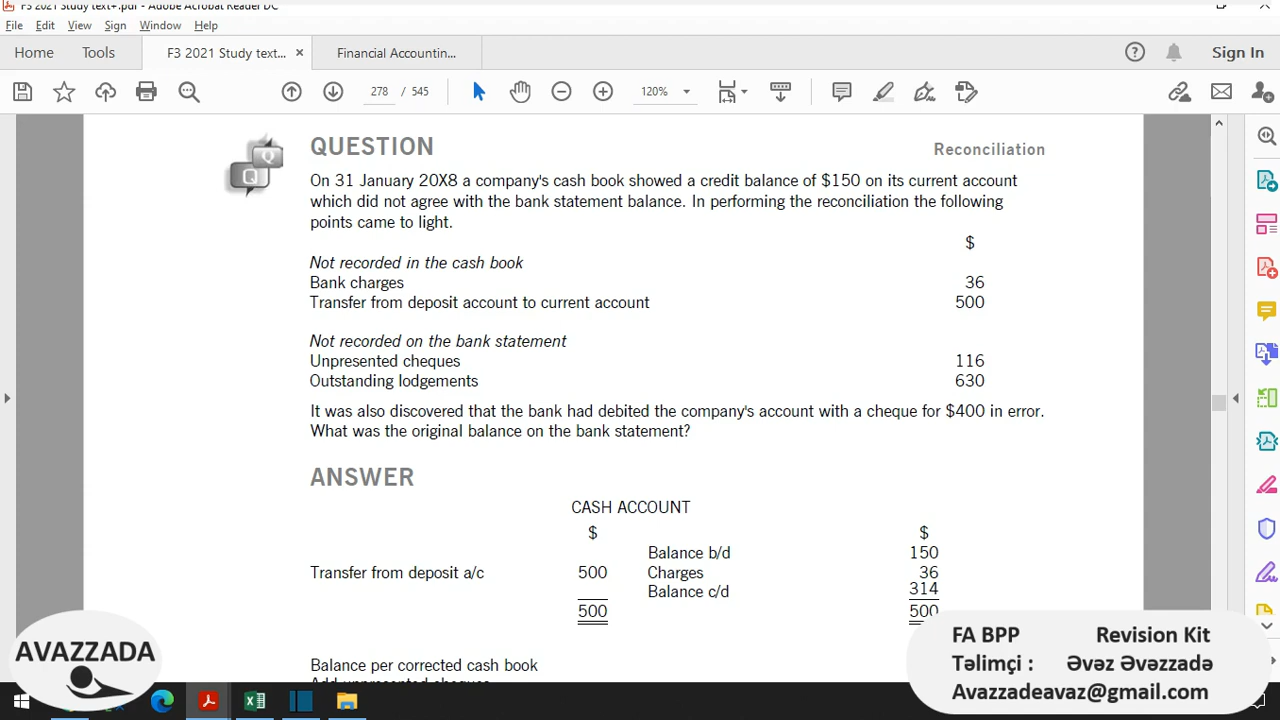 F3 2021 Study text+.pdf - Adobe Acrobat Reader DC
File Edit View Sign Window Help
Home Tools F3 2021 Study text... × Financial Accountin... Sign In
278 / 545 120%
QUESTION
Reconciliation
On 31 January 20X8 a company's cash book showed a credit balance of $150 on its current account
which did not agree with the bank statement balance. In performing the reconciliation the following
points came to light.
$
Not recorded in the cash book
Bank charges 36
Transfer from deposit account to current account 500
Not recorded on the bank statement
Unpresented cheques 116
Outstanding lodgements 630
It was also discovered that the bank had debited the company's account with a cheque for $400 in error.
What was the original balance on the bank statement?
ANSWER
CASH ACCOUNT
$ $
Balance b/d 150
Transfer from deposit a/c 500 Charges 36
Balance c/d 314
500 500
Balance per corrected cash book
Add unpresented cheques
AVAZZADA
FA BPP Revision Kit
Təlimçi : Əvəz Əvəzzadə
Avazzadeavaz@gmail.com